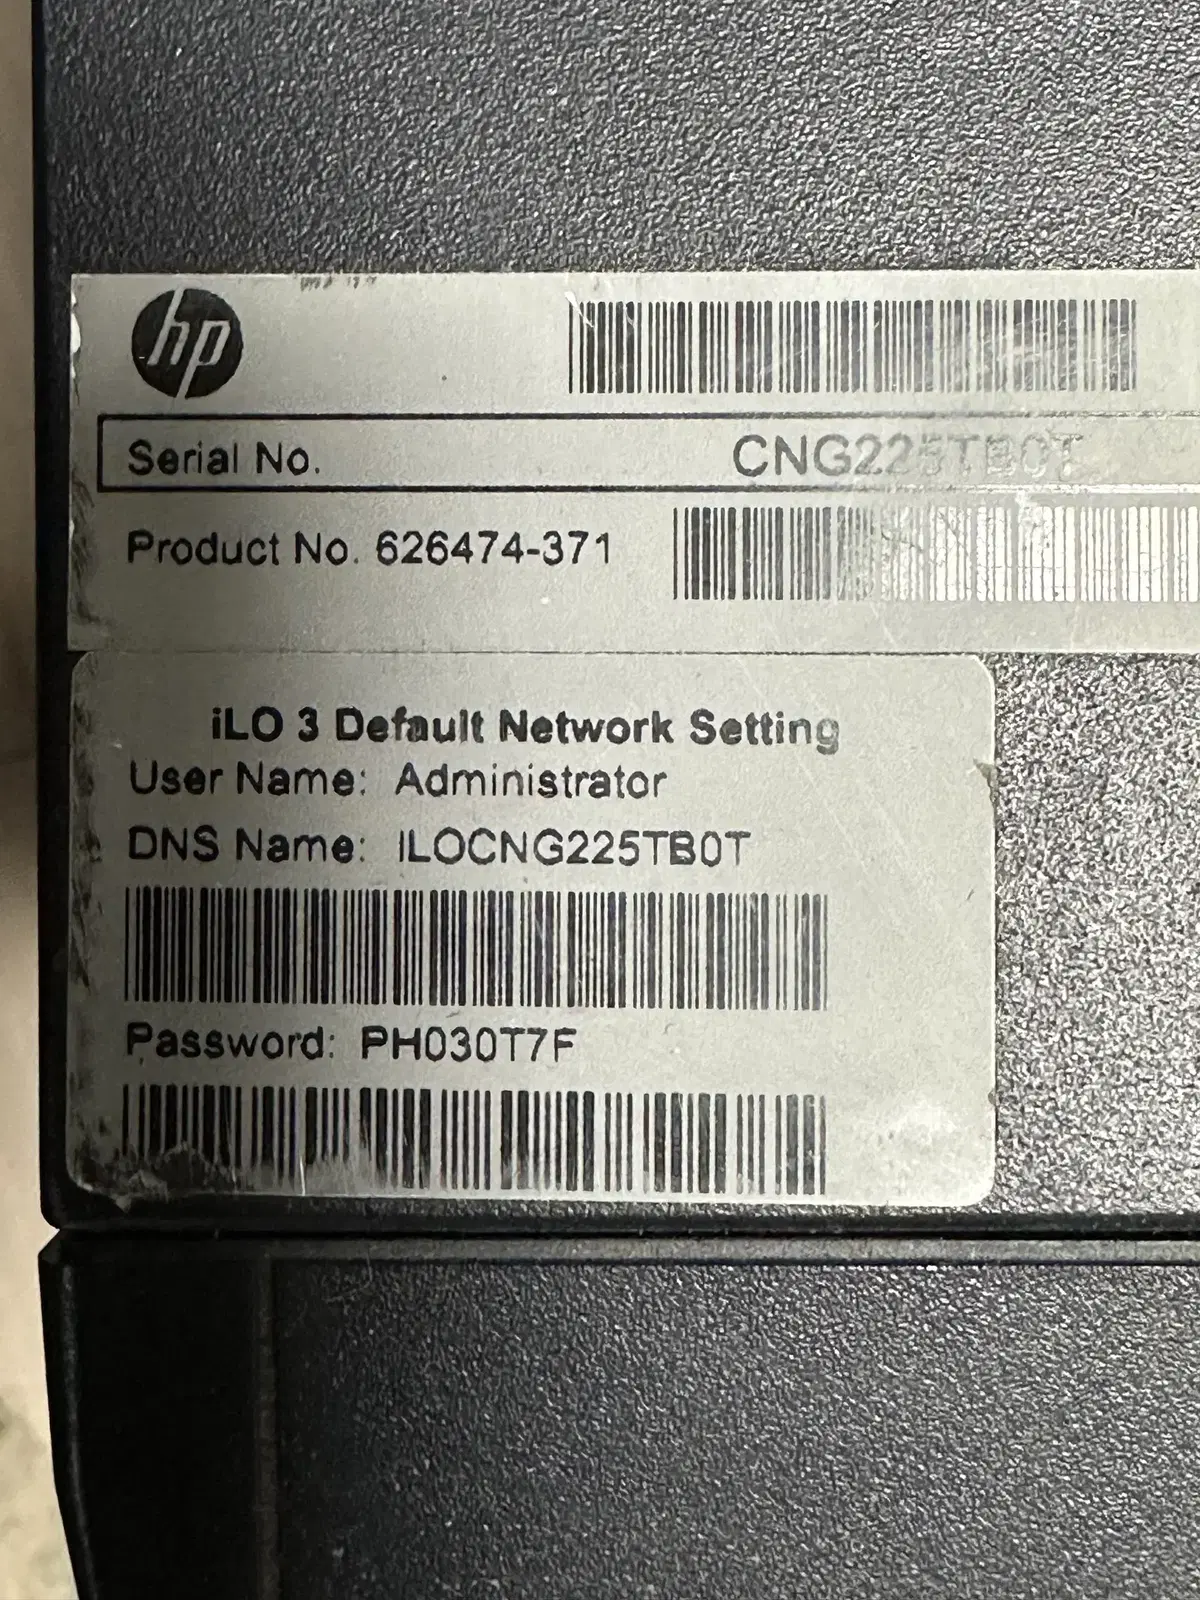 hp
Serial No. CNG225TB0T
Product No. 626474-371
iLO 3 Default Network Setting
User Name: Administrator
DNS Name: ILOCNG225TB0T
Password: PH030T7F